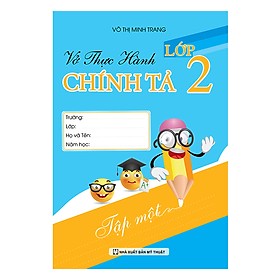 VÕ THỊ MINH TRANG
Vở Thực Hành LỚP
CHÍNH TẢ 2
Trường:
Lớp:
Họ và Tên:
Năm học:
A+
Tập một
NHÀ XUẤT BẢN MỸ THUẬT